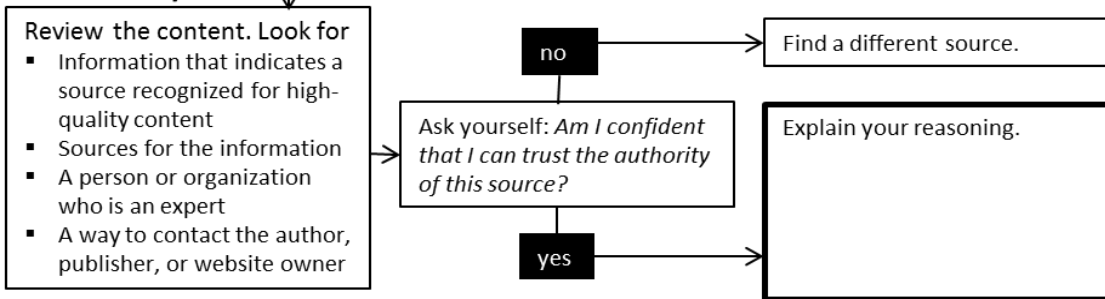 Review the content. Look for
▪ Information that indicates a
source recognized for high-
quality content
▪ Sources for the information
▪ A person or organization
who is an expert
▪ A way to contact the author,
publisher, or website owner
Ask yourself: Am I confident
that I can trust the authority
of this source?
no
Find a different source.
yes
Explain your reasoning.